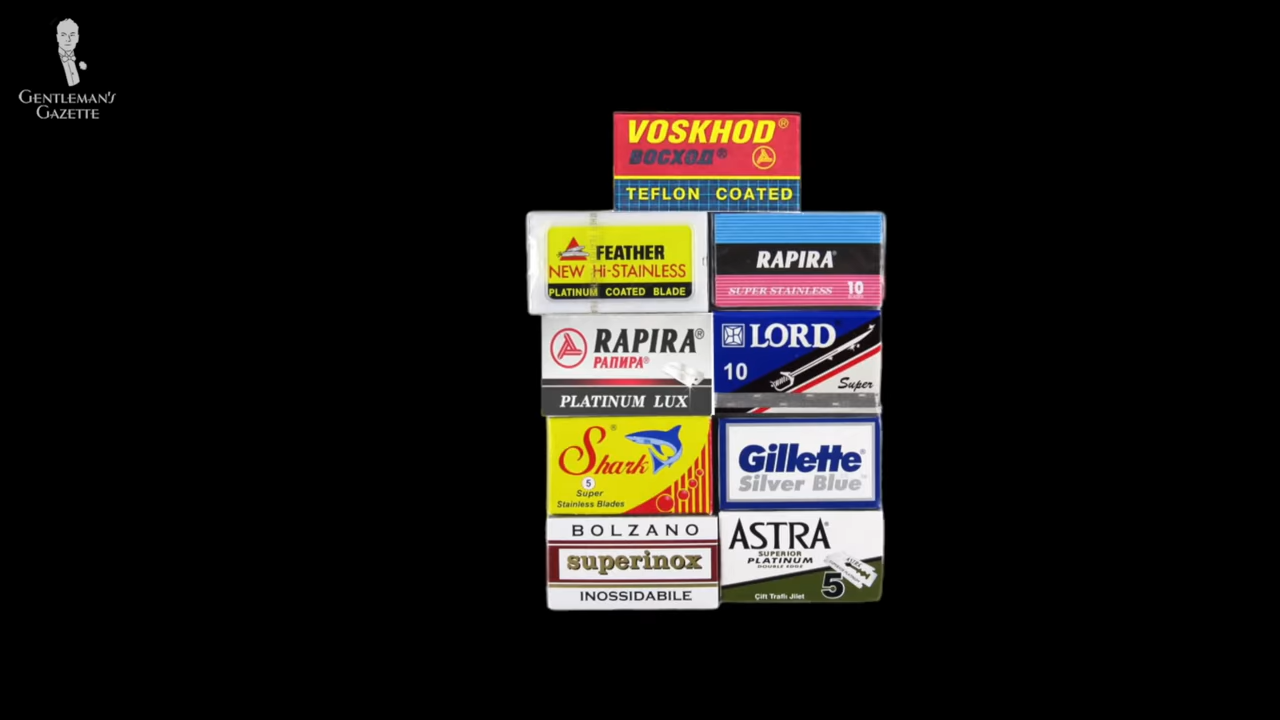 GENTLEMAN'S
GAZETTE
VOSKHOD®
ВОСХОД®
TEFLON COATED
FEATHER
NEW Hi-STAINLESS
PLATINUM COATED BLADE
RAPIRA®
SUPER STAINLESS 10
RAPIRA®
РАПИРА®
PLATINUM LUX
LORD
10
Super
Shark®
5
Super
Stainless Blades
Gillette®
Silver Blue™
BOLZANO
superinox
INOSSIDABILE
ASTRA®
SUPERIOR
PLATINUM
DOUBLE EDGE
5
Çift Taraflı Jilet